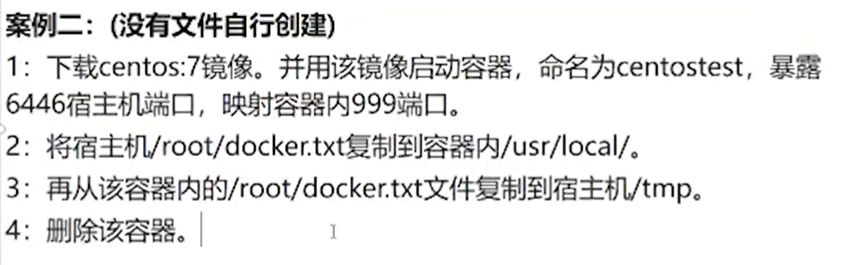 案例二：(没有文件自行创建)
1：下载centos:7镜像。并用该镜像启动容器，命名为centostest，暴露
6446宿主机端口，映射容器内999端口。
2：将宿主机/root/docker.txt复制到容器内/usr/local/。
3：再从该容器内的/root/docker.txt文件复制到宿主机/tmp。
4：删除该容器。